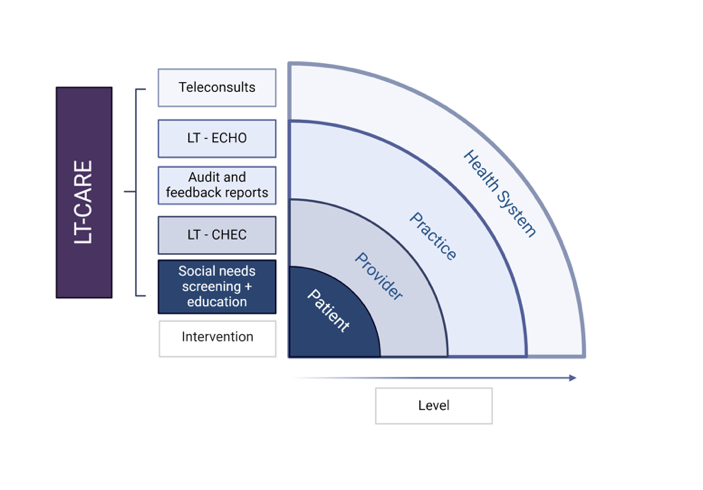 LT-CARE
Teleconsults
LT - ECHO
Audit and
feedback reports
LT - CHEC
Social needs
screening +
education
Intervention
Health System
Practice
Provider
Patient
Level